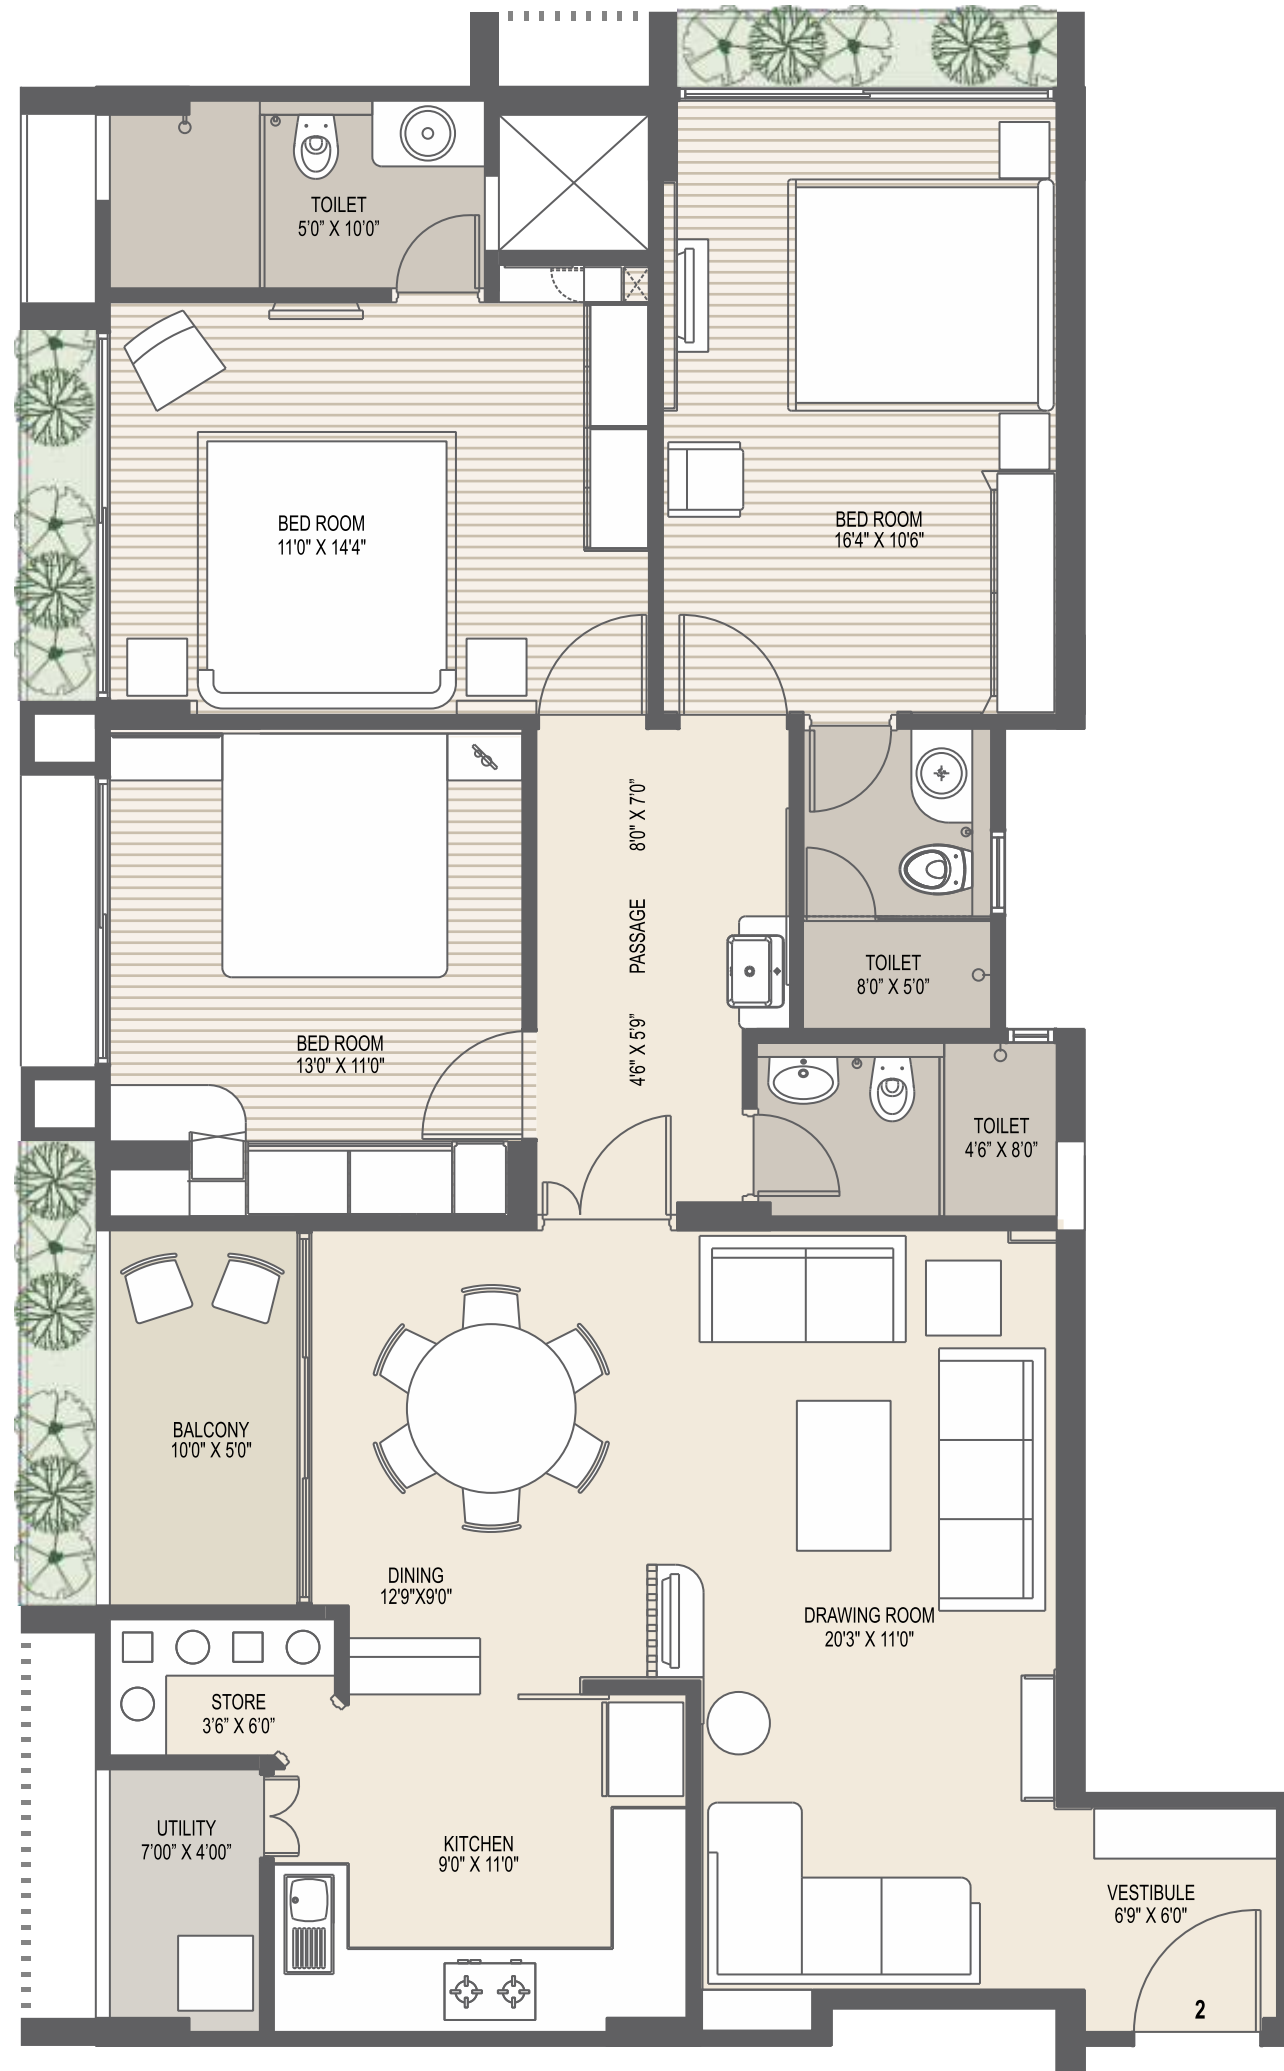 TOILET
5'0" X 10'0"
BED ROOM
11'0" X 14'4"
BED ROOM
16'4" X 10'6"
8'0" X 7'0"
PASSAGE
4'6" X 5'9"
TOILET
8'0" X 5'0"
BED ROOM
13'0" X 11'0"
TOILET
4'6" X 8'0"
BALCONY
10'0" X 5'0"
DINING
12'9"X9'0"
DRAWING ROOM
20'3" X 11'0"
STORE
3'6" X 6'0"
UTILITY
7'00" X 4'00"
KITCHEN
9'0" X 11'0"
VESTIBULE
6'9" X 6'0"
2